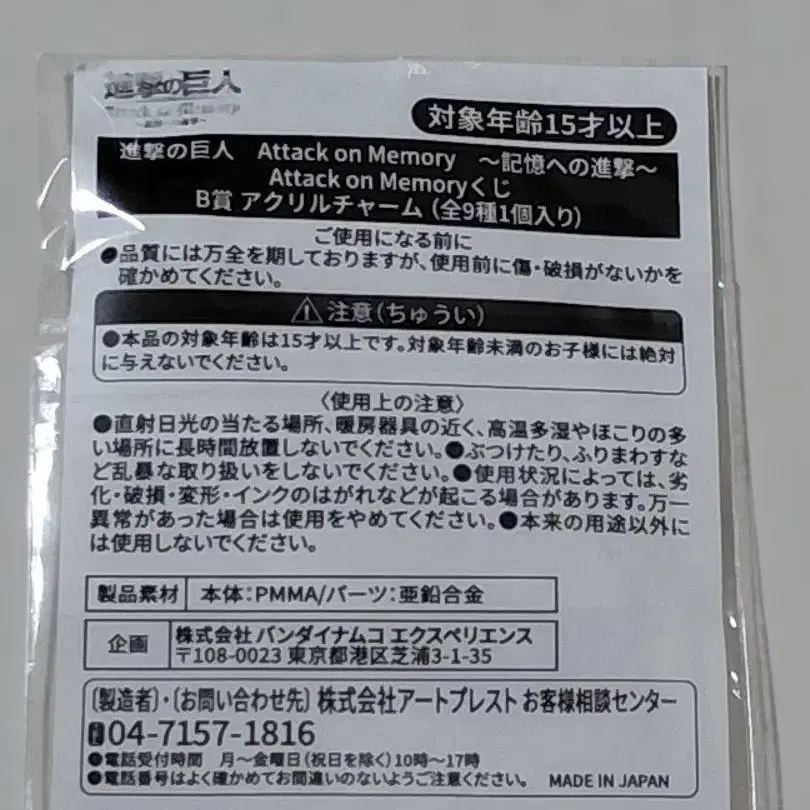 進撃の巨人
Attack on Memory
対象年齢15才以上
進撃の巨人　Attack on Memory　～記憶への進撃～
Attack on Memoryくじ
B賞 アクリルチャーム (全9種1個入り)
ご使用になる前に
●品質には万全を期しておりますが、使用前に傷・破損がないかを
確かめてください。
⚠注意(ちゅうい)
●本品の対象年齢は15才以上です。対象年齢未満のお子様には絶対
に与えないでください。
〈使用上の注意〉
●直射日光の当たる場所、暖房器具の近く、高温多湿やほこりの多
い場所に長時間放置しないでください。●ぶつけたり、ふりまわすな
ど乱暴な取り扱いをしないでください。●使用状況によっては、劣
化・破損・変形・インクのはがれなどが起こる場合があります。万一
異常があった場合は使用をやめてください。●本来の用途以外に
は使用しないでください。
製品素材　本体：PMMA/パーツ：亜鉛合金
企画　株式会社 バンダイナムコ エクスペリエンス
〒108-0023 東京都港区芝浦3-1-35
〔製造者〕・〔お問い合わせ先〕 株式会社アートプレスト お客様相談センター
04-7157-1816
●電話受付時間　月～金曜日(祝日を除く)10時～17時
●電話番号はよく確かめてお間違いのないようご注意ください。　MADE IN JAPAN